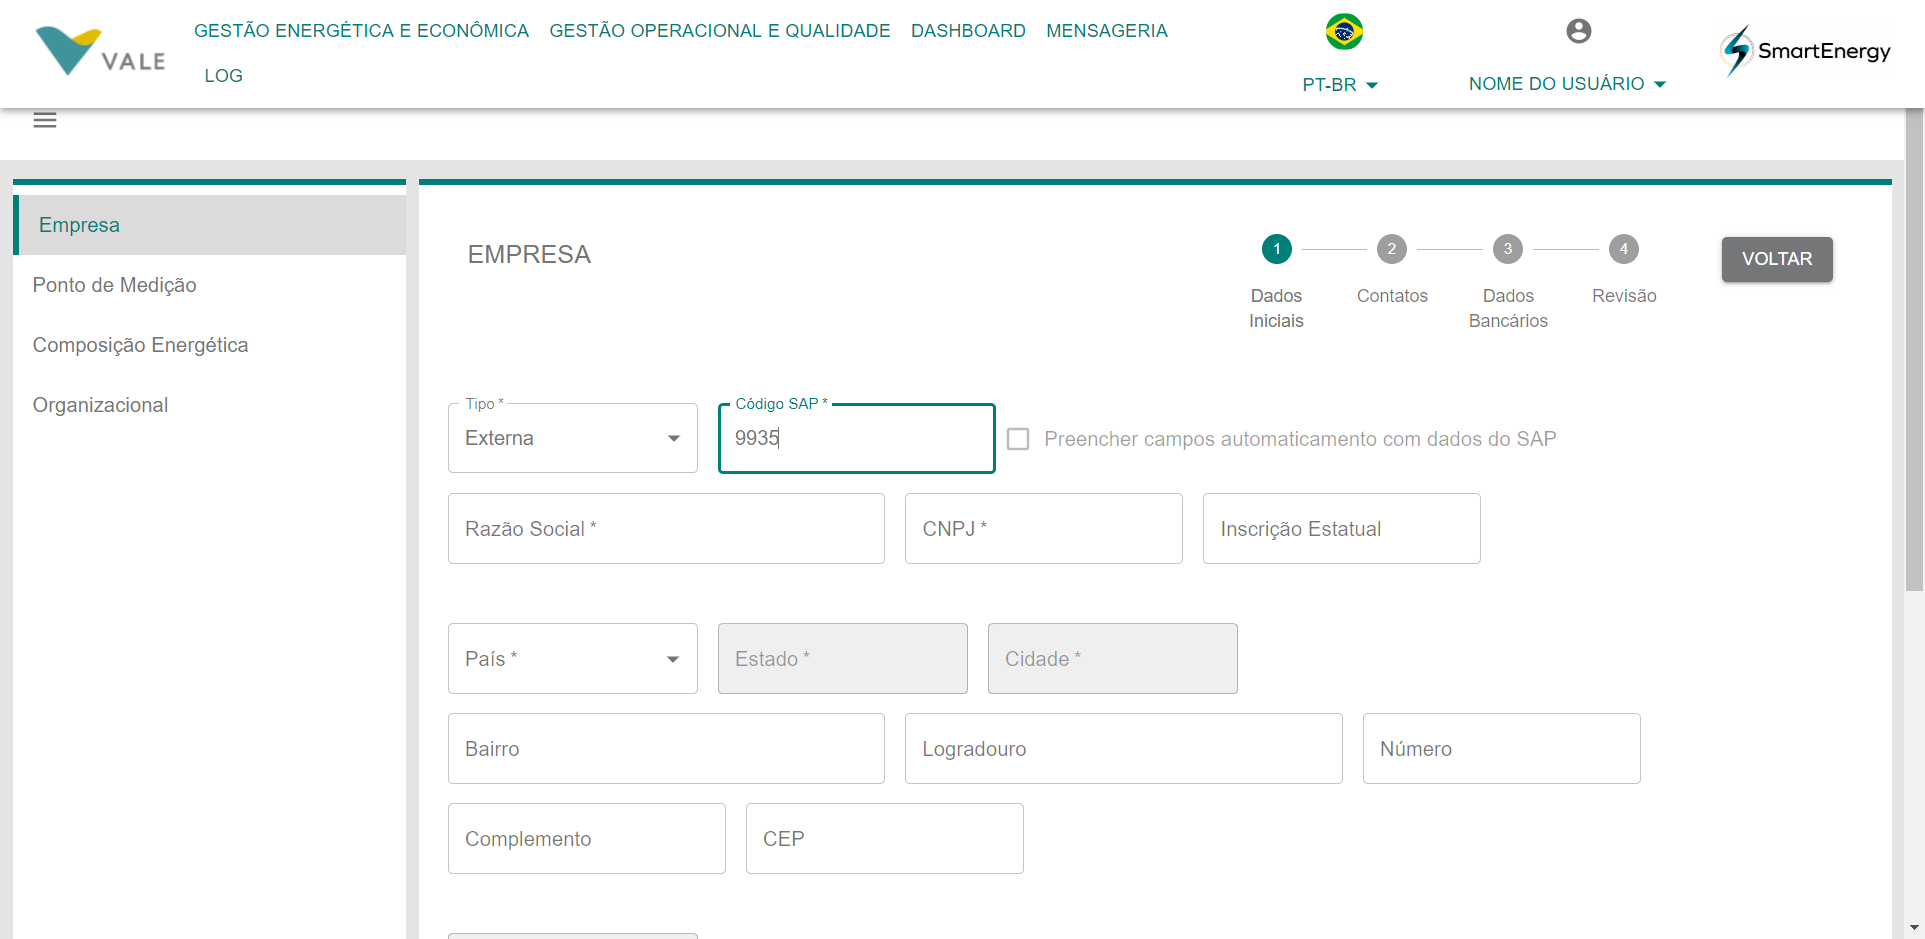 VALE
GESTÃO ENERGÉTICA E ECONÔMICA
GESTÃO OPERACIONAL E QUALIDADE
DASHBOARD
MENSAGERIA
LOG
PT-BR
NOME DO USUÁRIO
SmartEnergy
Empresa
Ponto de Medição
Composição Energética
Organizacional
EMPRESA
1
2
3
4
Dados
Iniciais
Contatos
Dados
Bancários
Revisão
VOLTAR
Tipo *
Externa
Código SAP *
9935
Preencher campos automaticamento com dados do SAP
Razão Social *
CNPJ *
Inscrição Estatual
País *
Estado *
Cidade *
Bairro
Logradouro
Número
Complemento
CEP